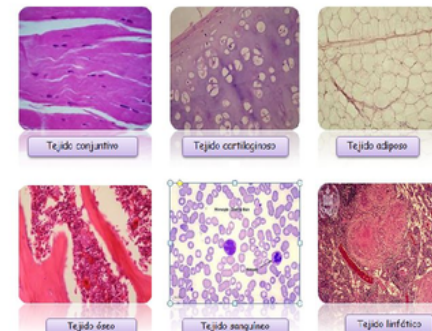 Tejido conjuntivo
Tejido cartilaginoso
Tejido adiposo
Tejido óseo
Tejido sanguíneo
Tejido linfático